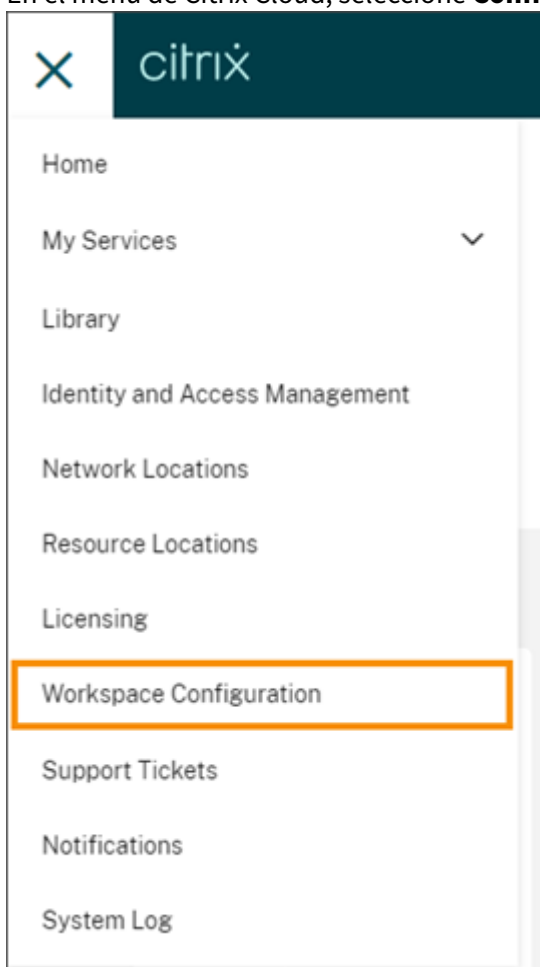 En el menú de Citrix Cloud, seleccione
citrix
Home
My Services
Library
Identity and Access Management
Network Locations
Resource Locations
Licensing
Workspace Configuration
Support Tickets
Notifications
System Log